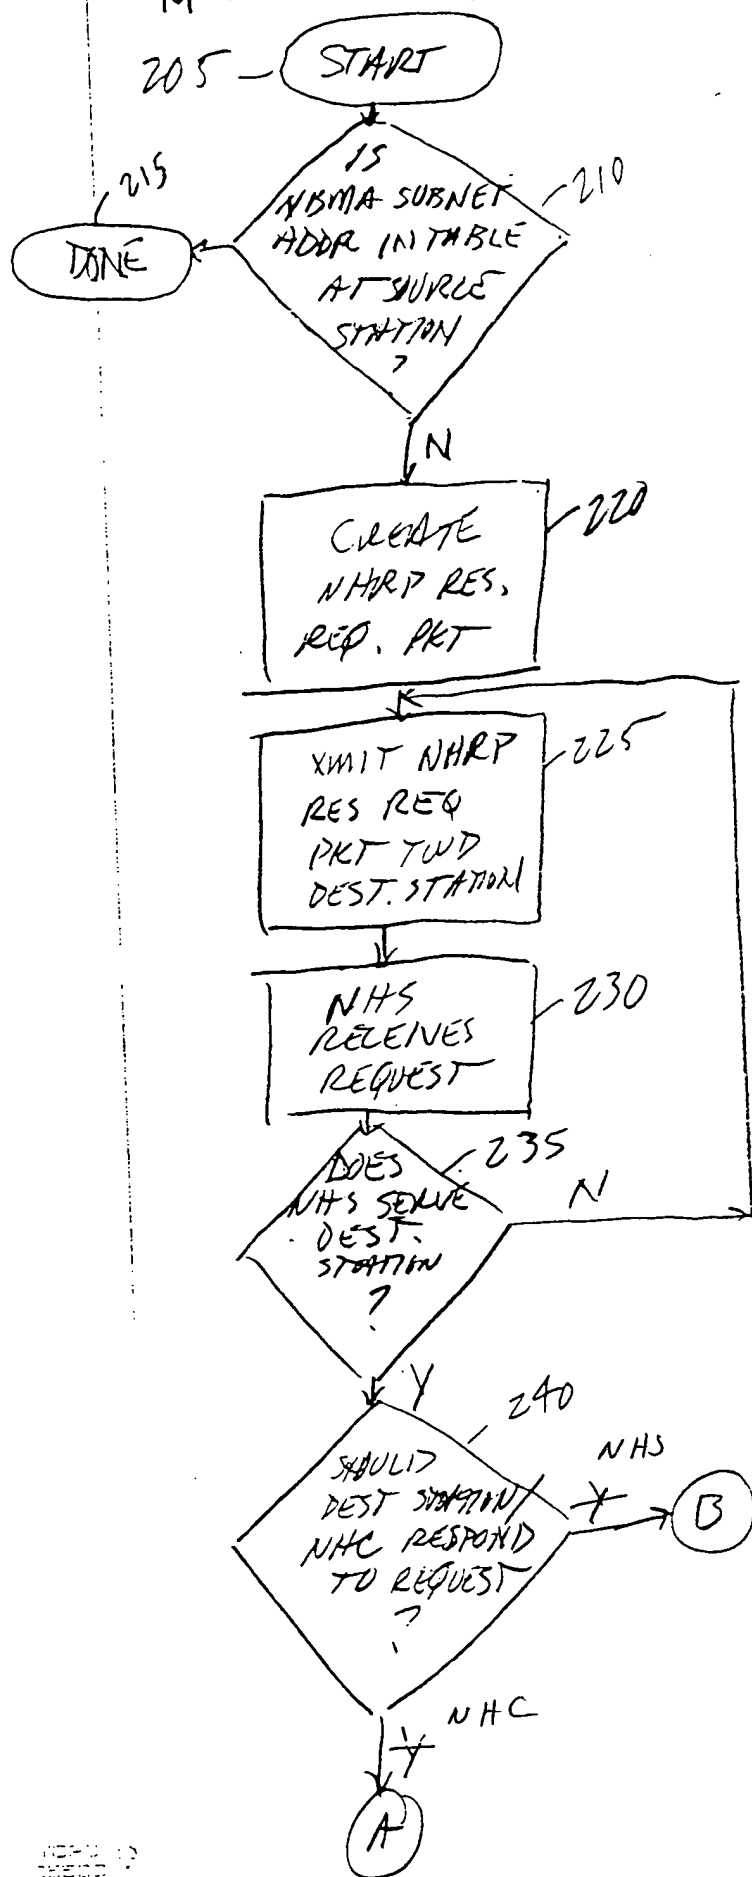 M
START
205
IS
NBMA SUBNET
ADDR IN TABLE
AT SOURCE
STATION
?
210
215
DONE
N
CREATE
NHRP RES.
REQ. PKT
220
XMIT NHRP
RES REQ
PKT TWD
DEST. STATION
225
NHS
RECEIVES
REQUEST
230
DOES
NHS SERVE
DEST.
STATION
?
235
N
Y
SHOULD
DEST STATION/
NHC RESPOND
TO REQUEST
?
240
NHS
Y
B
NHC
Y
A